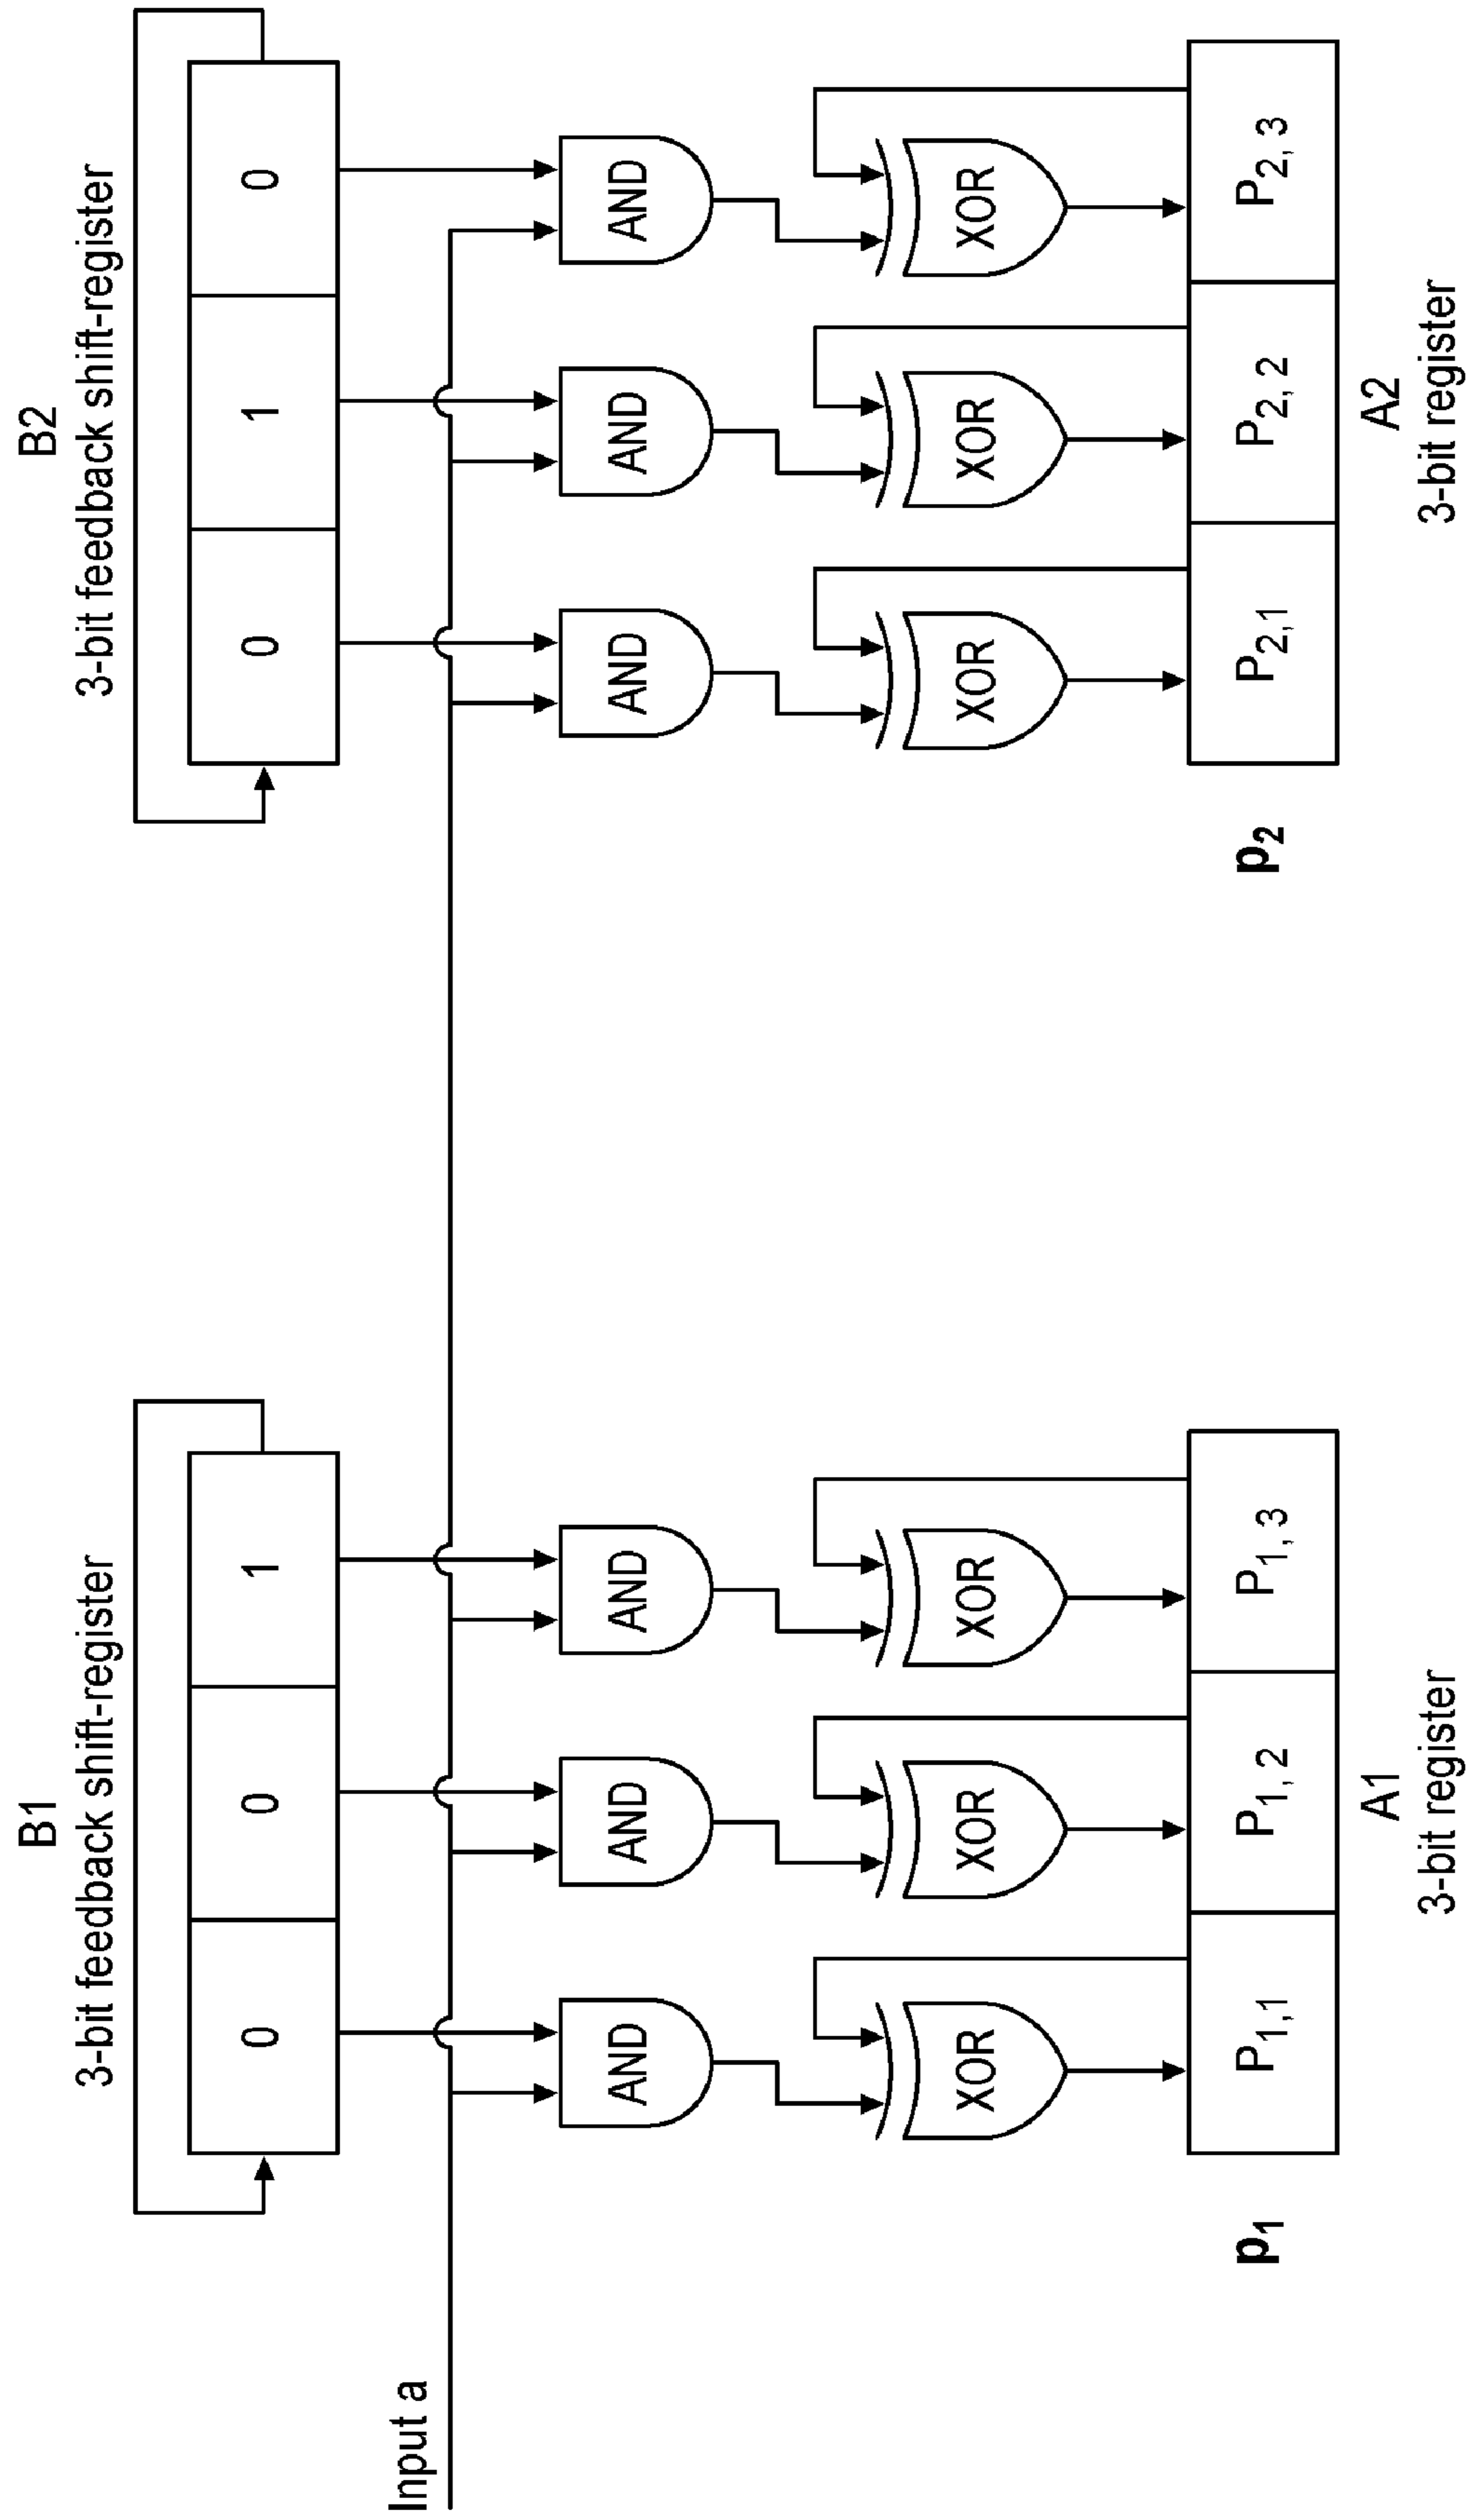 B1
B2
3-bit feedback shift-register
3-bit feedback shift-register
0 0 1
0 1 0
Input a
AND AND AND
AND AND AND
XOR XOR XOR
XOR XOR XOR
p1
P1,1 P1,2 P1,3
p2
P2,1 P2,2 P2,3
A1
A2
3-bit register
3-bit register